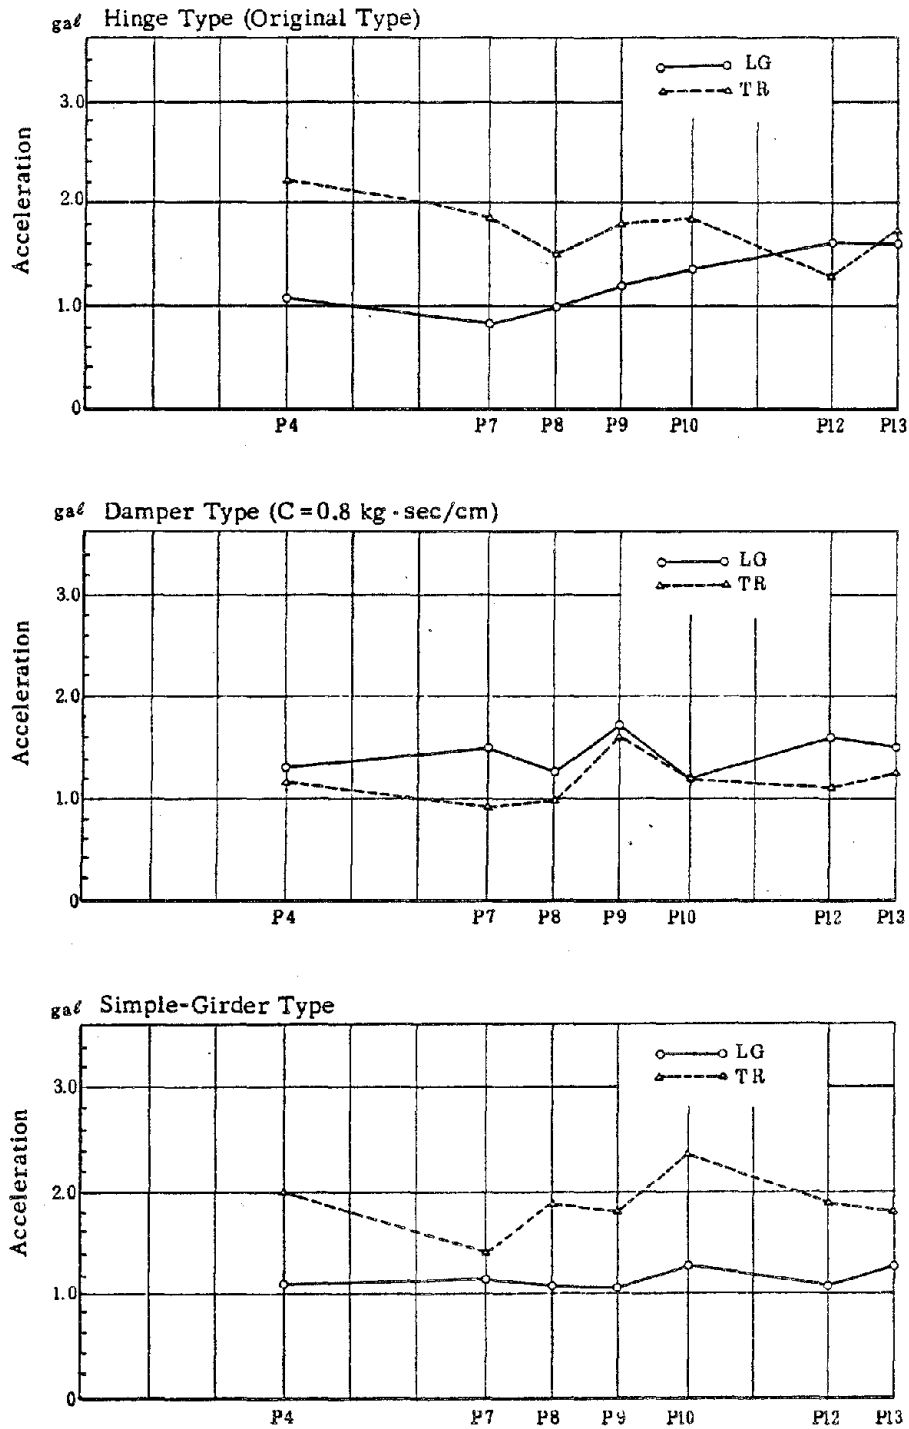 gal Hinge Type (Original Type)
LG
TR
3.0
2.0
1.0
0
Acceleration
P4 P7 P8 P9 P10 P12 P13
gal Damper Type (C=0.8 kg·sec/cm)
LG
TR
3.0
2.0
1.0
0
Acceleration
P4 P7 P8 P9 P10 P12 P13
gal Simple-Girder Type
LG
TR
3.0
2.0
1.0
0
Acceleration
P4 P7 P8 P9 P10 P12 P13